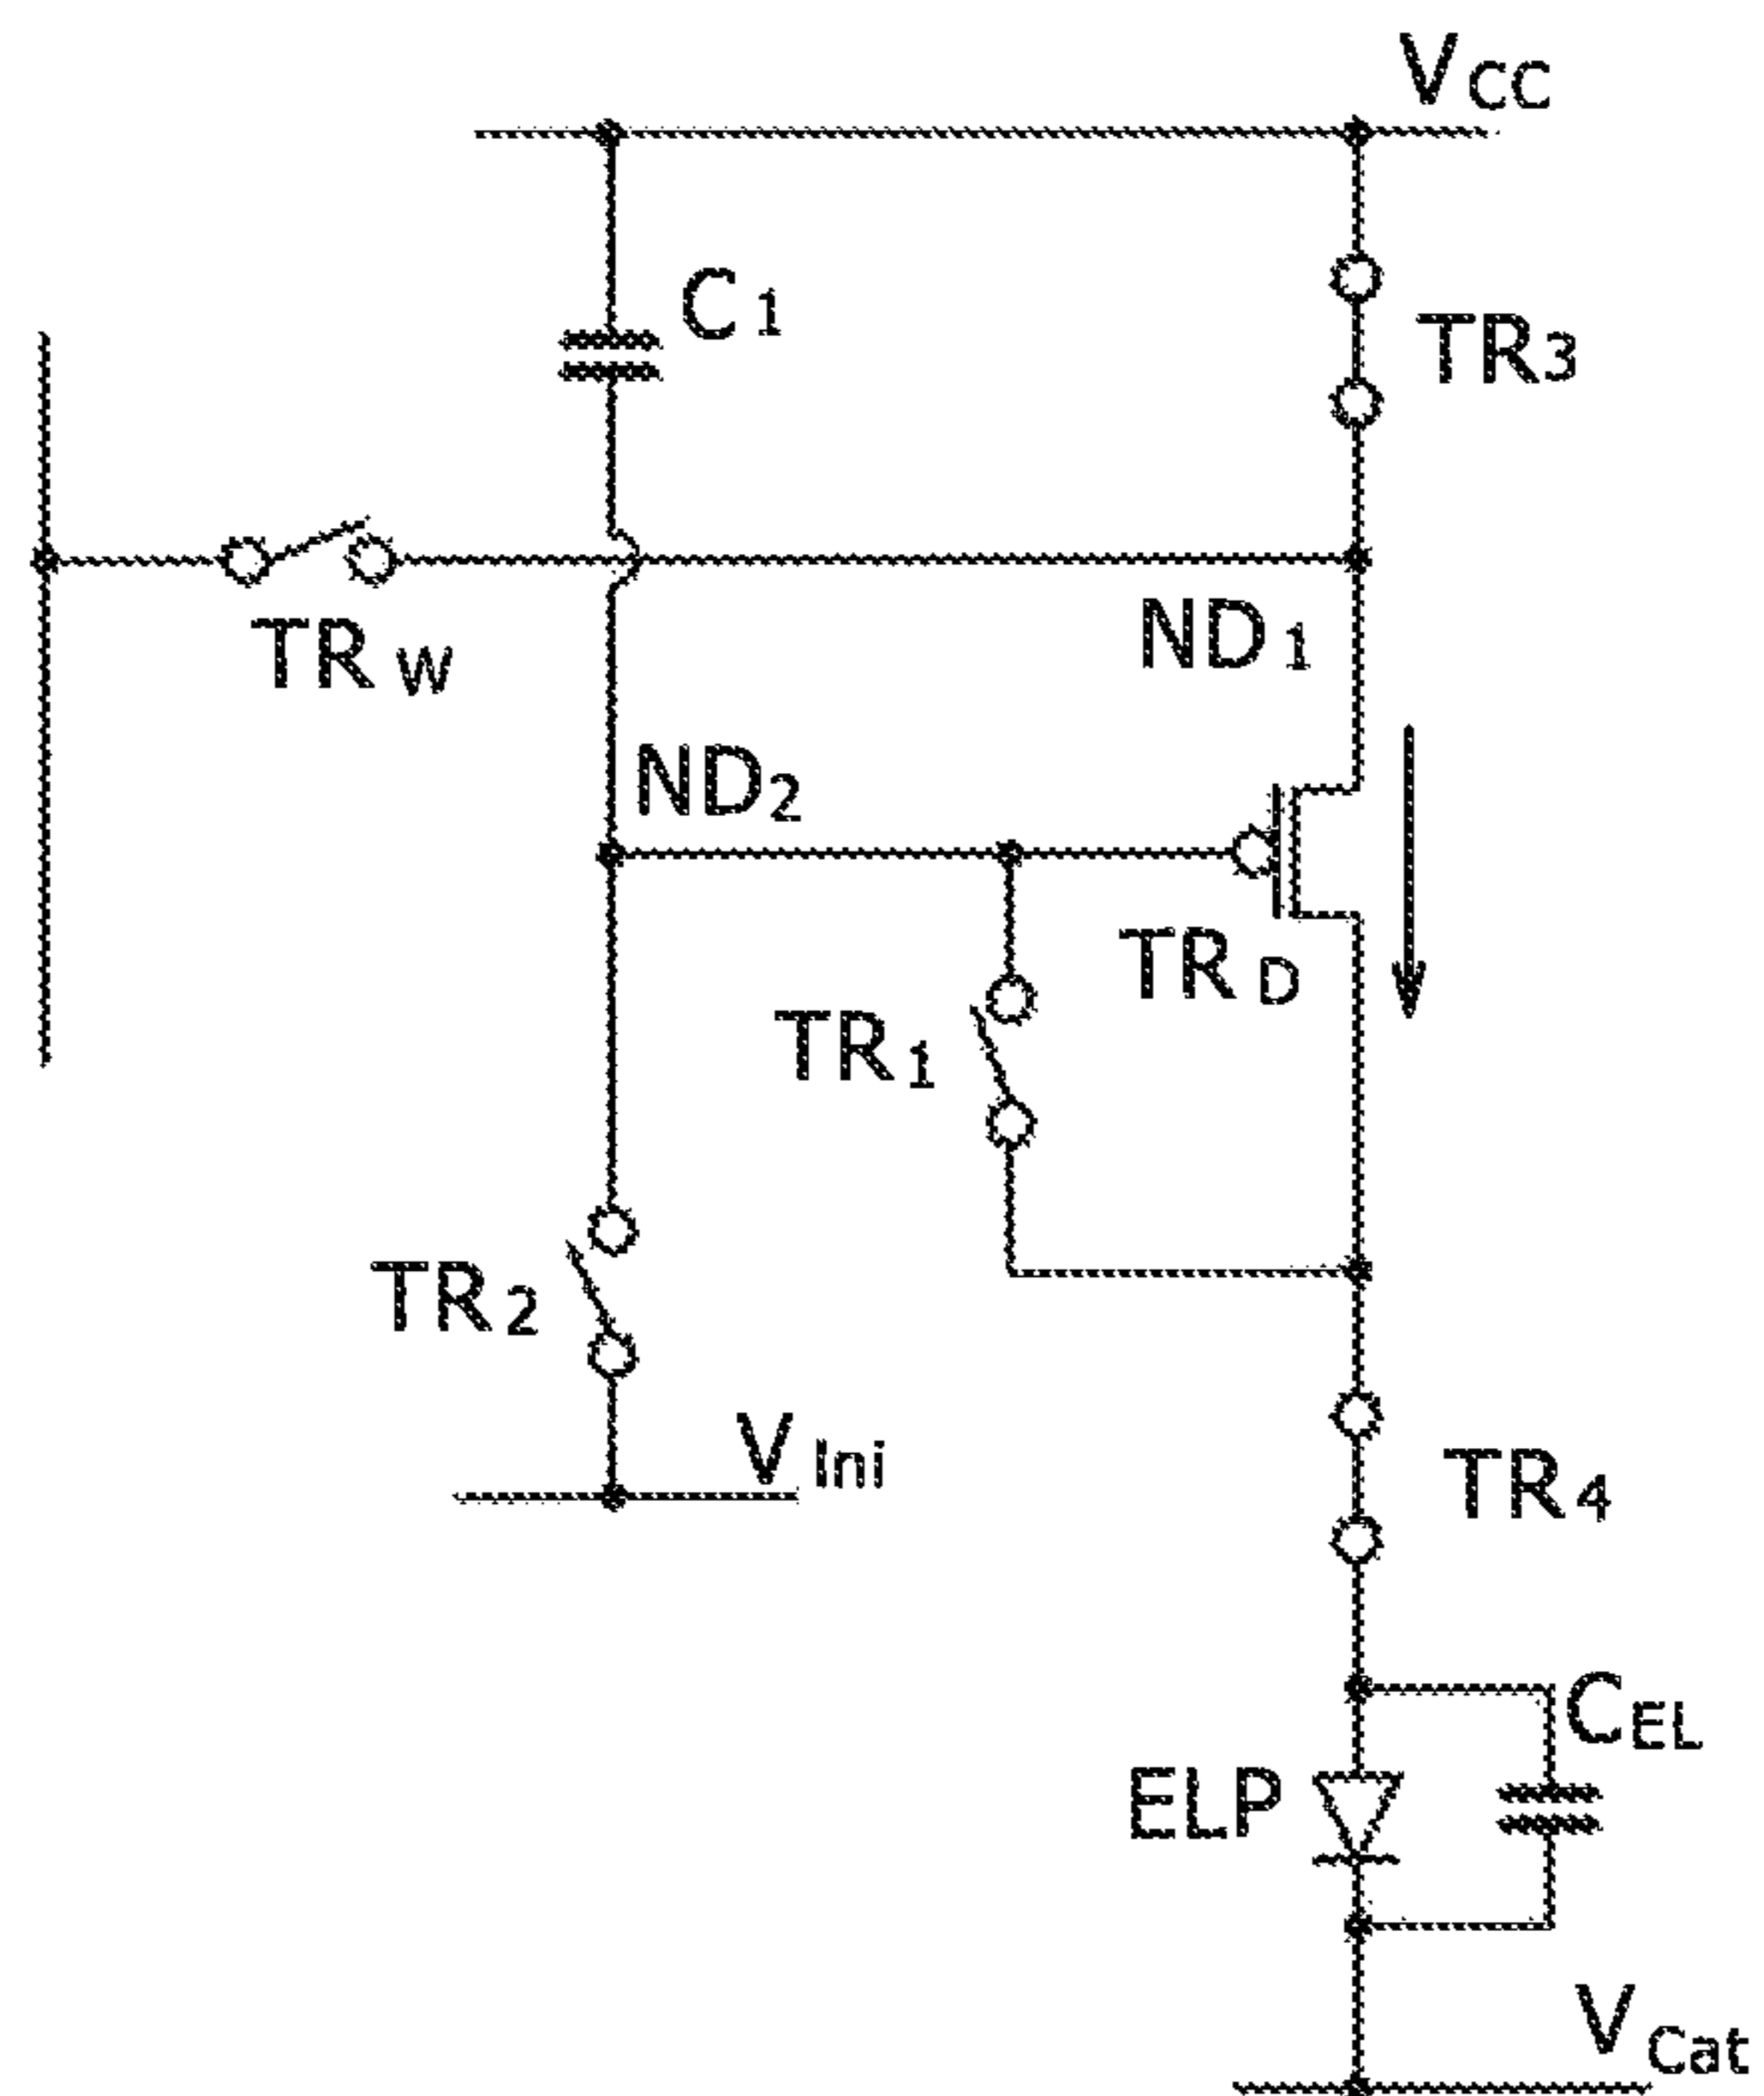 VCC
C1
TR3
TRW
ND1
ND2
TRD
TR1
TR2
VIni
TR4
CEL
ELP
VCat